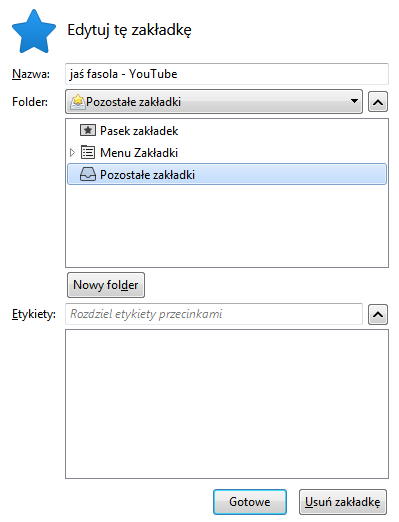 Edytuj tę zakładkę
Nazwa: jaś fasola - YouTube
Folder: Pozostałe zakładki
Pasek zakładek
Menu Zakładki
Pozostałe zakładki
Nowy folder
Etykiety: Rozdziel etykiety przecinkami
Gotowe Usuń zakładkę